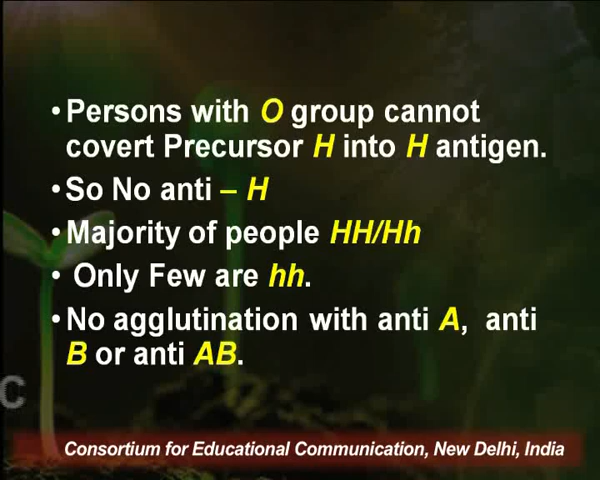 • Persons with O group cannot
covert Precursor H into H antigen.
• So No anti – H
• Majority of people HH/Hh
• Only Few are hh.
• No agglutination with anti A, anti
B or anti AB.
C
Consortium for Educational Communication, New Delhi, India